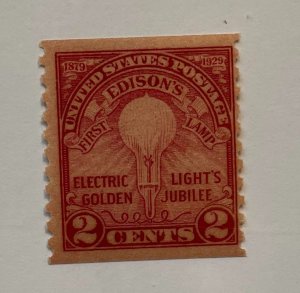 1879 1929
UNITED STATES POSTAGE
EDISON'S
FIRST LAMP
ELECTRIC LIGHT'S
GOLDEN JUBILEE
2 CENTS 2